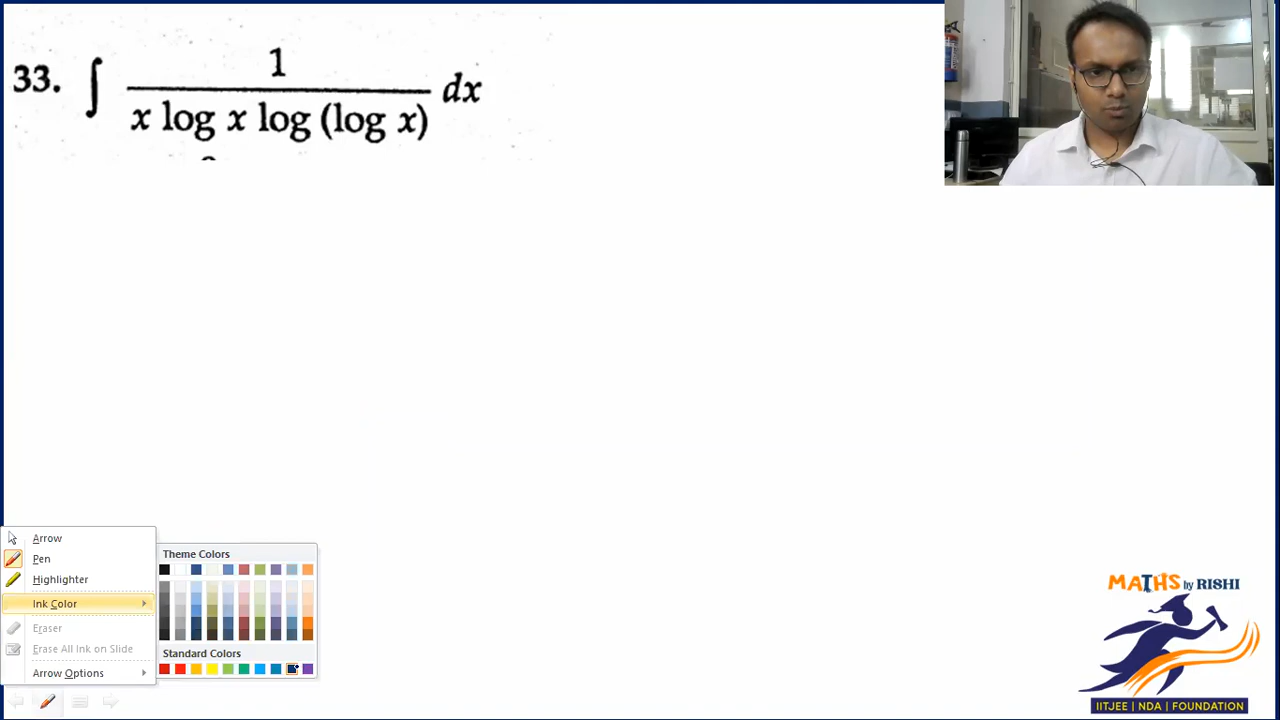 33. ∫ 1 / (x log x log (log x)) dx
Arrow
Pen
Highlighter
Ink Color
Eraser
Erase All Ink on Slide
Arrow Options
Theme Colors
Standard Colors
MATHS by RISHI
IITJEE | NDA | FOUNDATION